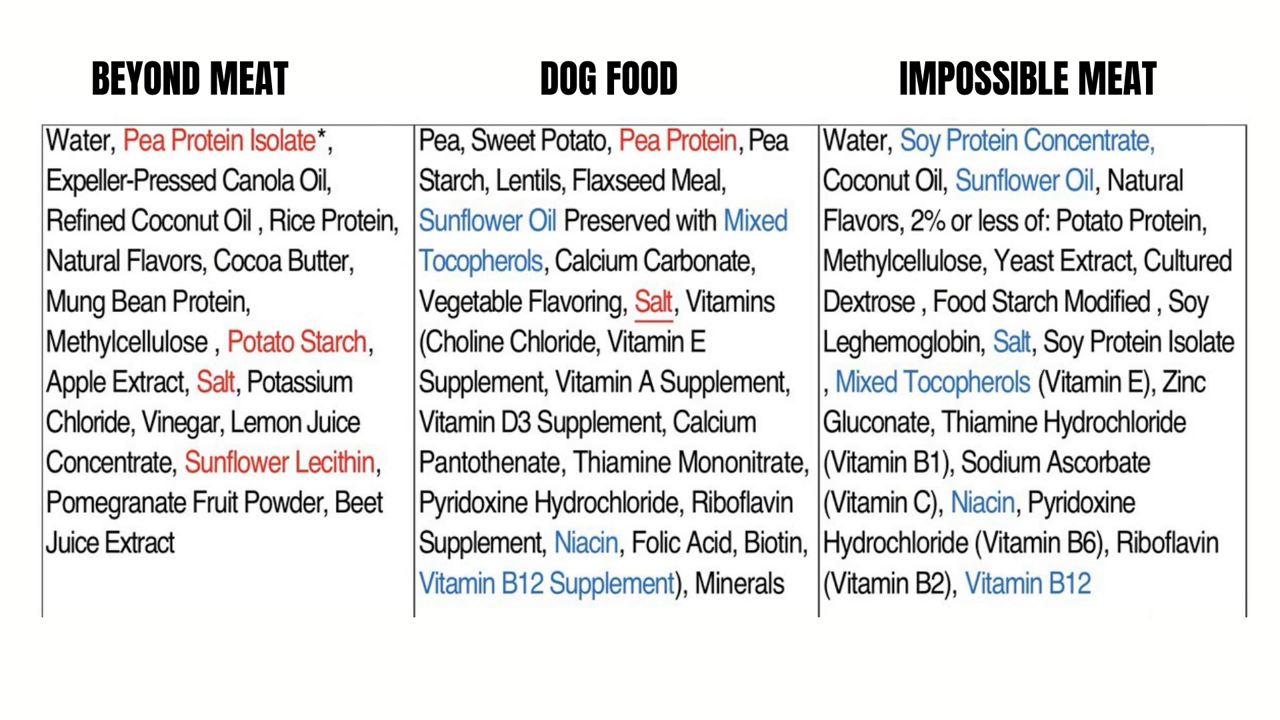 BEYOND MEAT
DOG FOOD
IMPOSSIBLE MEAT
Water, Pea Protein Isolate*,
Expeller-Pressed Canola Oil,
Refined Coconut Oil , Rice Protein,
Natural Flavors, Cocoa Butter,
Mung Bean Protein,
Methylcellulose , Potato Starch,
Apple Extract, Salt, Potassium
Chloride, Vinegar, Lemon Juice
Concentrate, Sunflower Lecithin,
Pomegranate Fruit Powder, Beet
Juice Extract
Pea, Sweet Potato, Pea Protein, Pea
Starch, Lentils, Flaxseed Meal,
Sunflower Oil Preserved with Mixed
Tocopherols, Calcium Carbonate,
Vegetable Flavoring, Salt, Vitamins
(Choline Chloride, Vitamin E
Supplement, Vitamin A Supplement,
Vitamin D3 Supplement, Calcium
Pantothenate, Thiamine Mononitrate,
Pyridoxine Hydrochloride, Riboflavin
Supplement, Niacin, Folic Acid, Biotin,
Vitamin B12 Supplement), Minerals
Water, Soy Protein Concentrate,
Coconut Oil, Sunflower Oil, Natural
Flavors, 2% or less of: Potato Protein,
Methylcellulose, Yeast Extract, Cultured
Dextrose , Food Starch Modified , Soy
Leghemoglobin, Salt, Soy Protein Isolate
, Mixed Tocopherols (Vitamin E), Zinc
Gluconate, Thiamine Hydrochloride
(Vitamin B1), Sodium Ascorbate
(Vitamin C), Niacin, Pyridoxine
Hydrochloride (Vitamin B6), Riboflavin
(Vitamin B2), Vitamin B12